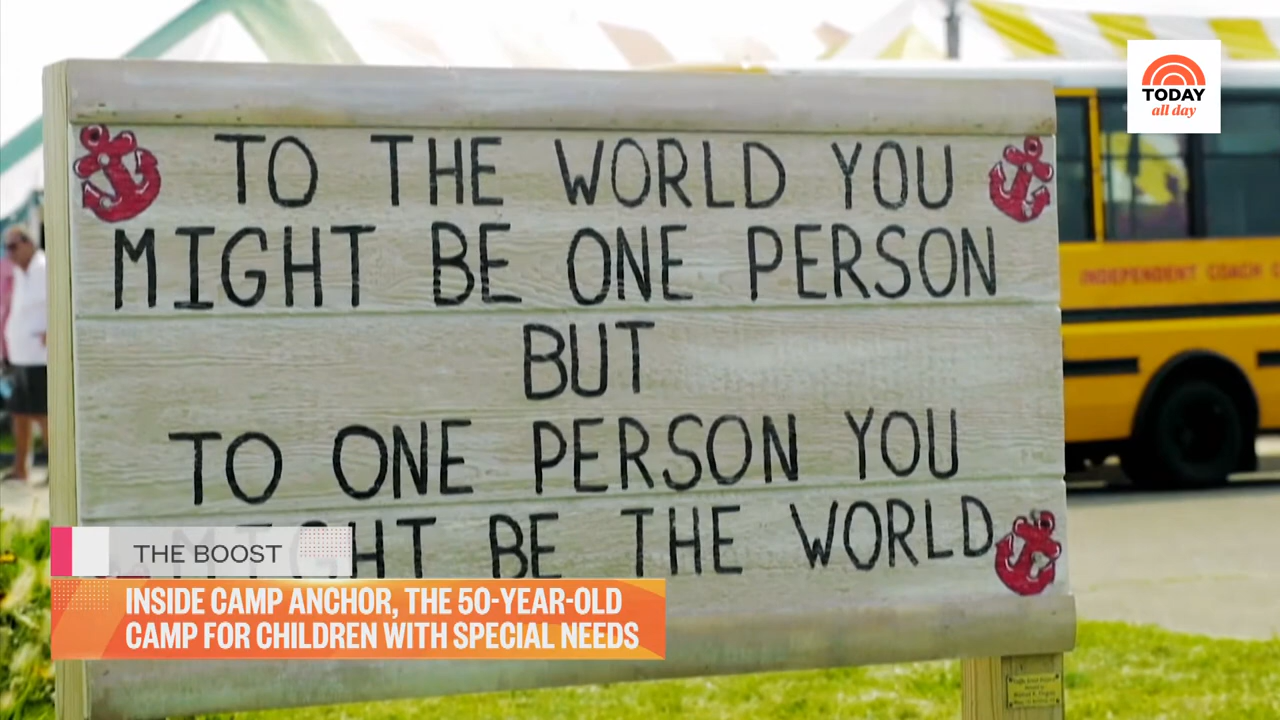 TODAY
all day
TO THE WORLD YOU
MIGHT BE ONE PERSON
BUT
TO ONE PERSON YOU
MIGHT BE THE WORLD
INDEPENDENT COACH
THE BOOST
INSIDE CAMP ANCHOR, THE 50-YEAR-OLD
CAMP FOR CHILDREN WITH SPECIAL NEEDS